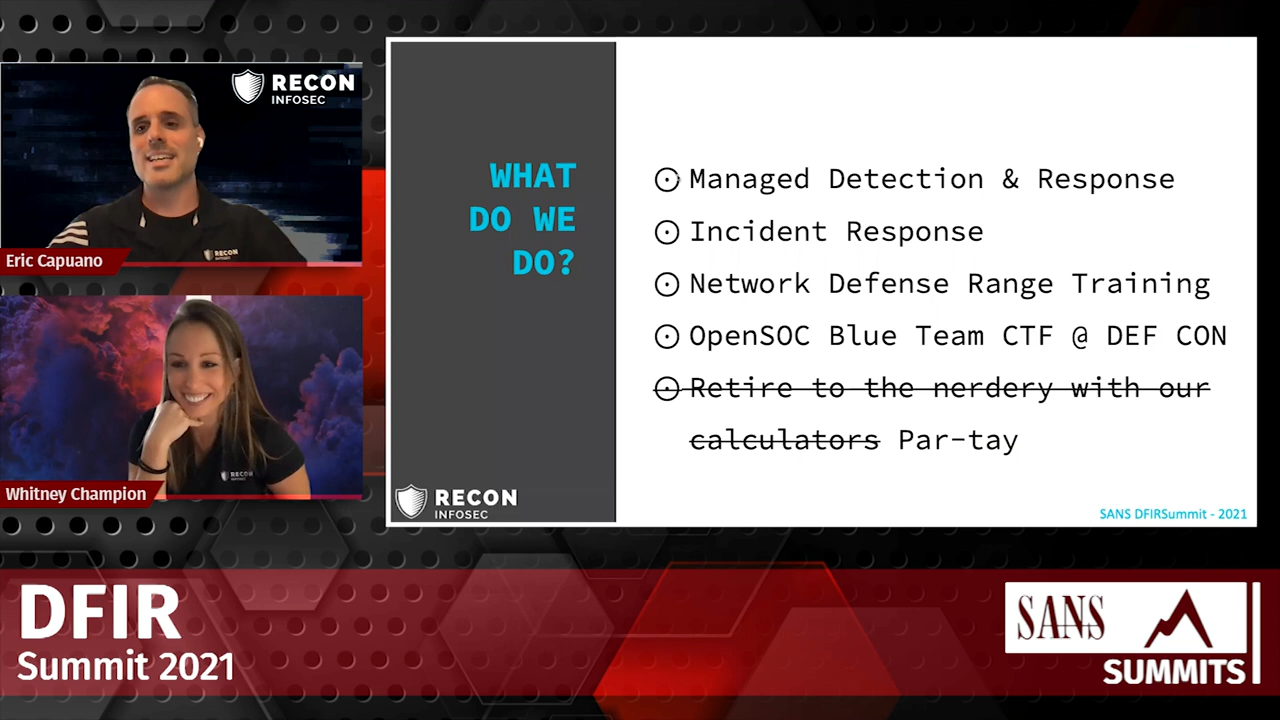 RECON
INFOSEC
Eric Capuano
RECON
Whitney Champion
RECON
WHAT
DO WE
DO?
Managed Detection & Response
Incident Response
Network Defense Range Training
OpenSOC Blue Team CTF @ DEF CON
Retire to the nerdery with our
calculators Par-tay
RECON
INFOSEC
SANS DFIRSummit - 2021
DFIR
Summit 2021
SANS
SUMMITS